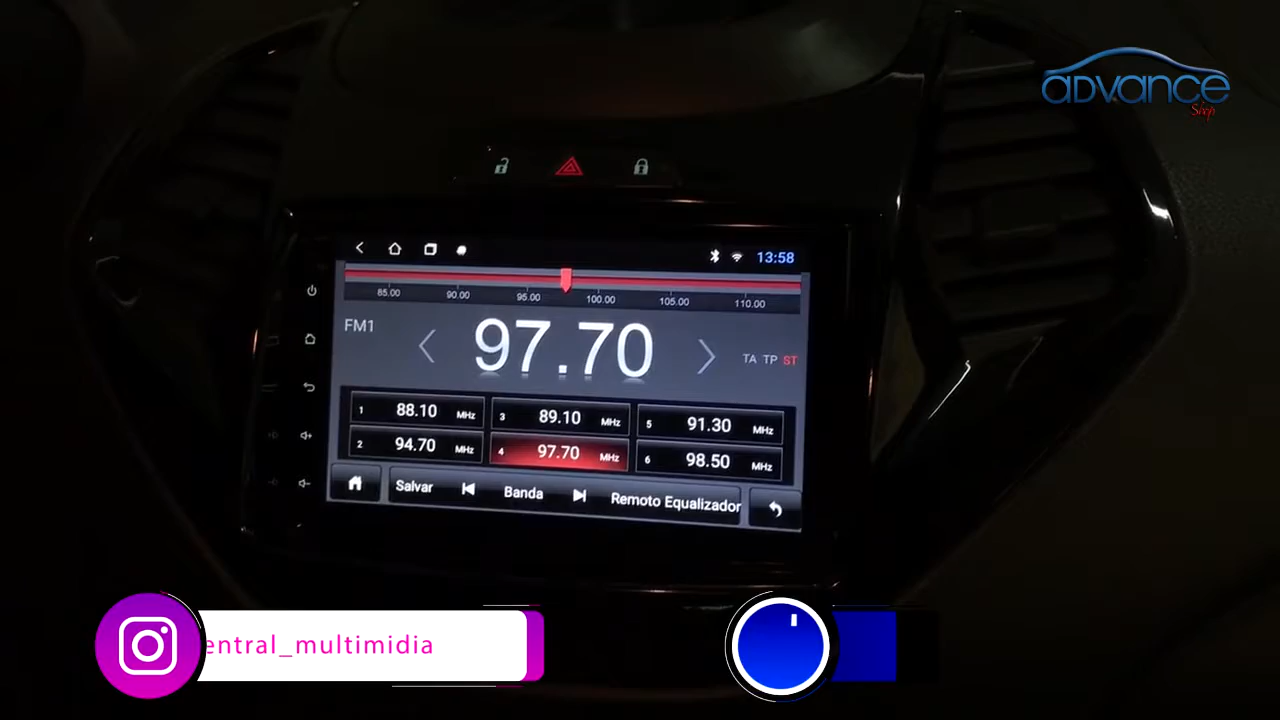 ADVANCE
Shop
13:58
85.00 90.00 95.00 100.00 105.00 110.00
FM1
97.70
TA TP ST
1 88.10 MHz 3 89.10 MHz 5 91.30 MHz
2 94.70 MHz 4 97.70 MHz 6 98.50 MHz
Salvar Banda Remoto Equalizador
entral_multimidia